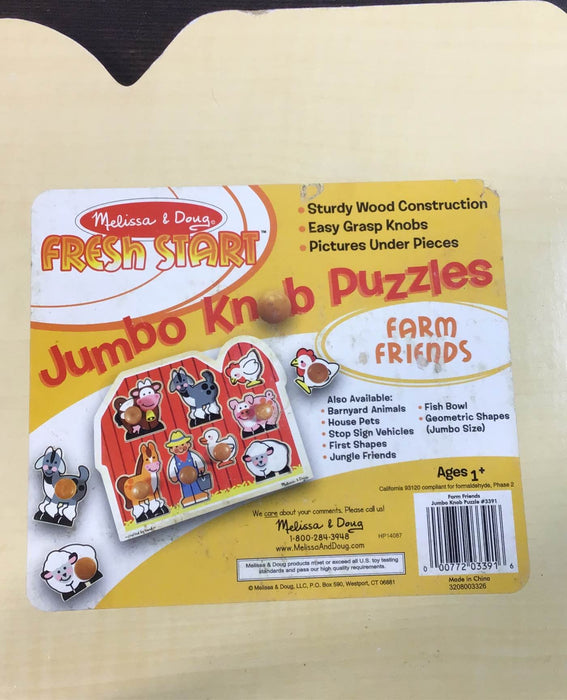 Melissa & Doug®
FRESH START™
• Sturdy Wood Construction
• Easy Grasp Knobs
• Pictures Under Pieces
Jumbo Knob Puzzles
FARM
FRIENDS
Also Available:
• Barnyard Animals
• House Pets
• Stop Sign Vehicles
• First Shapes
• Jungle Friends
• Fish Bowl
• Geometric Shapes
(Jumbo Size)
Ages 1+
California 93120 compliant for formaldehyde, Phase 2
Farm Friends
Jumbo Knob Puzzle #3391
0 00772 03391 6
Made in China
3208003326
We care about your comments. Please call us!
Melissa & Doug
1-800-284-3948
www.MelissaAndDoug.com
HP14087
Melissa & Doug products meet or exceed all U.S. toy testing
standards and pass our high quality requirements.
© Melissa & Doug, LLC, P.O. Box 590, Westport, CT 06881
Melissa & Doug